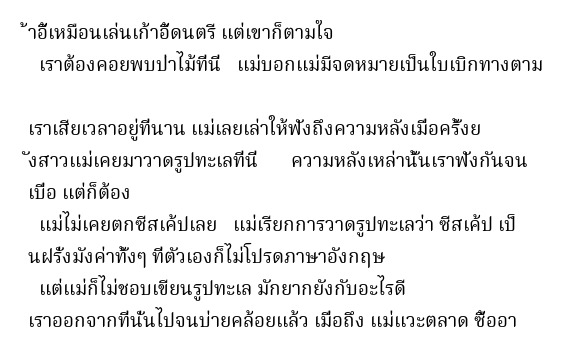 ้าอี้เหมือนเล่นเก้าอี้ดนตรี แต่เขาก็ตามใจ
เราต้องคอยพบป่าไม้ที่นี่ แม่บอกแม่มีจดหมายเป็นใบเบิกทางตาม
เราเสียเวลาอยู่ที่นาน แม่เลยเล่าให้ฟังถึงความหลังเมื่อครั้งย
ังสาวแม่เคยมาวาดรูปทะเลที่นี่ ความหลังเหล่านั้นเราฟังกันจน
เบื่อ แต่ก็ต้อง
แม่ไม่เคยตกซีสเค้ปเลย แม่เรียกการวาดรูปทะเลว่า ซีสเค้ป เป็
นฝรั่งมังค่าทั้งๆ ที่ตัวเองก็ไม่โปรดภาษาอังกฤษ
แต่แม่ก็ไม่ชอบเขียนรูปทะเล มักยากยังกับอะไรดี
เราออกจากที่นั่นไปจนบ่ายคล้อยแล้ว เมื่อถึง แม่แวะตลาด ซื้ออา